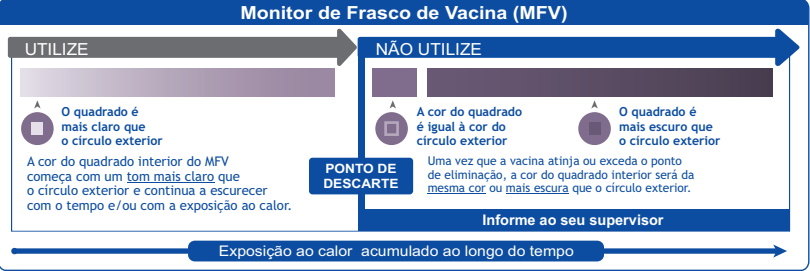 Monitor de Frasco de Vacina (MFV)
UTILIZE
O quadrado é
mais claro que
o círculo exterior
A cor do quadrado interior do MFV
começa com um tom mais claro que
o círculo exterior e continua a escurecer
com o tempo e/ou com a exposição ao calor.
PONTO DE
DESCARTE
NÃO UTILIZE
A cor do quadrado
é igual à cor do
círculo exterior
O quadrado é
mais escuro que
o círculo exterior
Uma vez que a vacina atinja ou exceda o ponto
de eliminação, a cor do quadrado interior será da
mesma cor ou mais escura que o círculo exterior.
Informe ao seu supervisor
Exposição ao calor acumulado ao longo do tempo